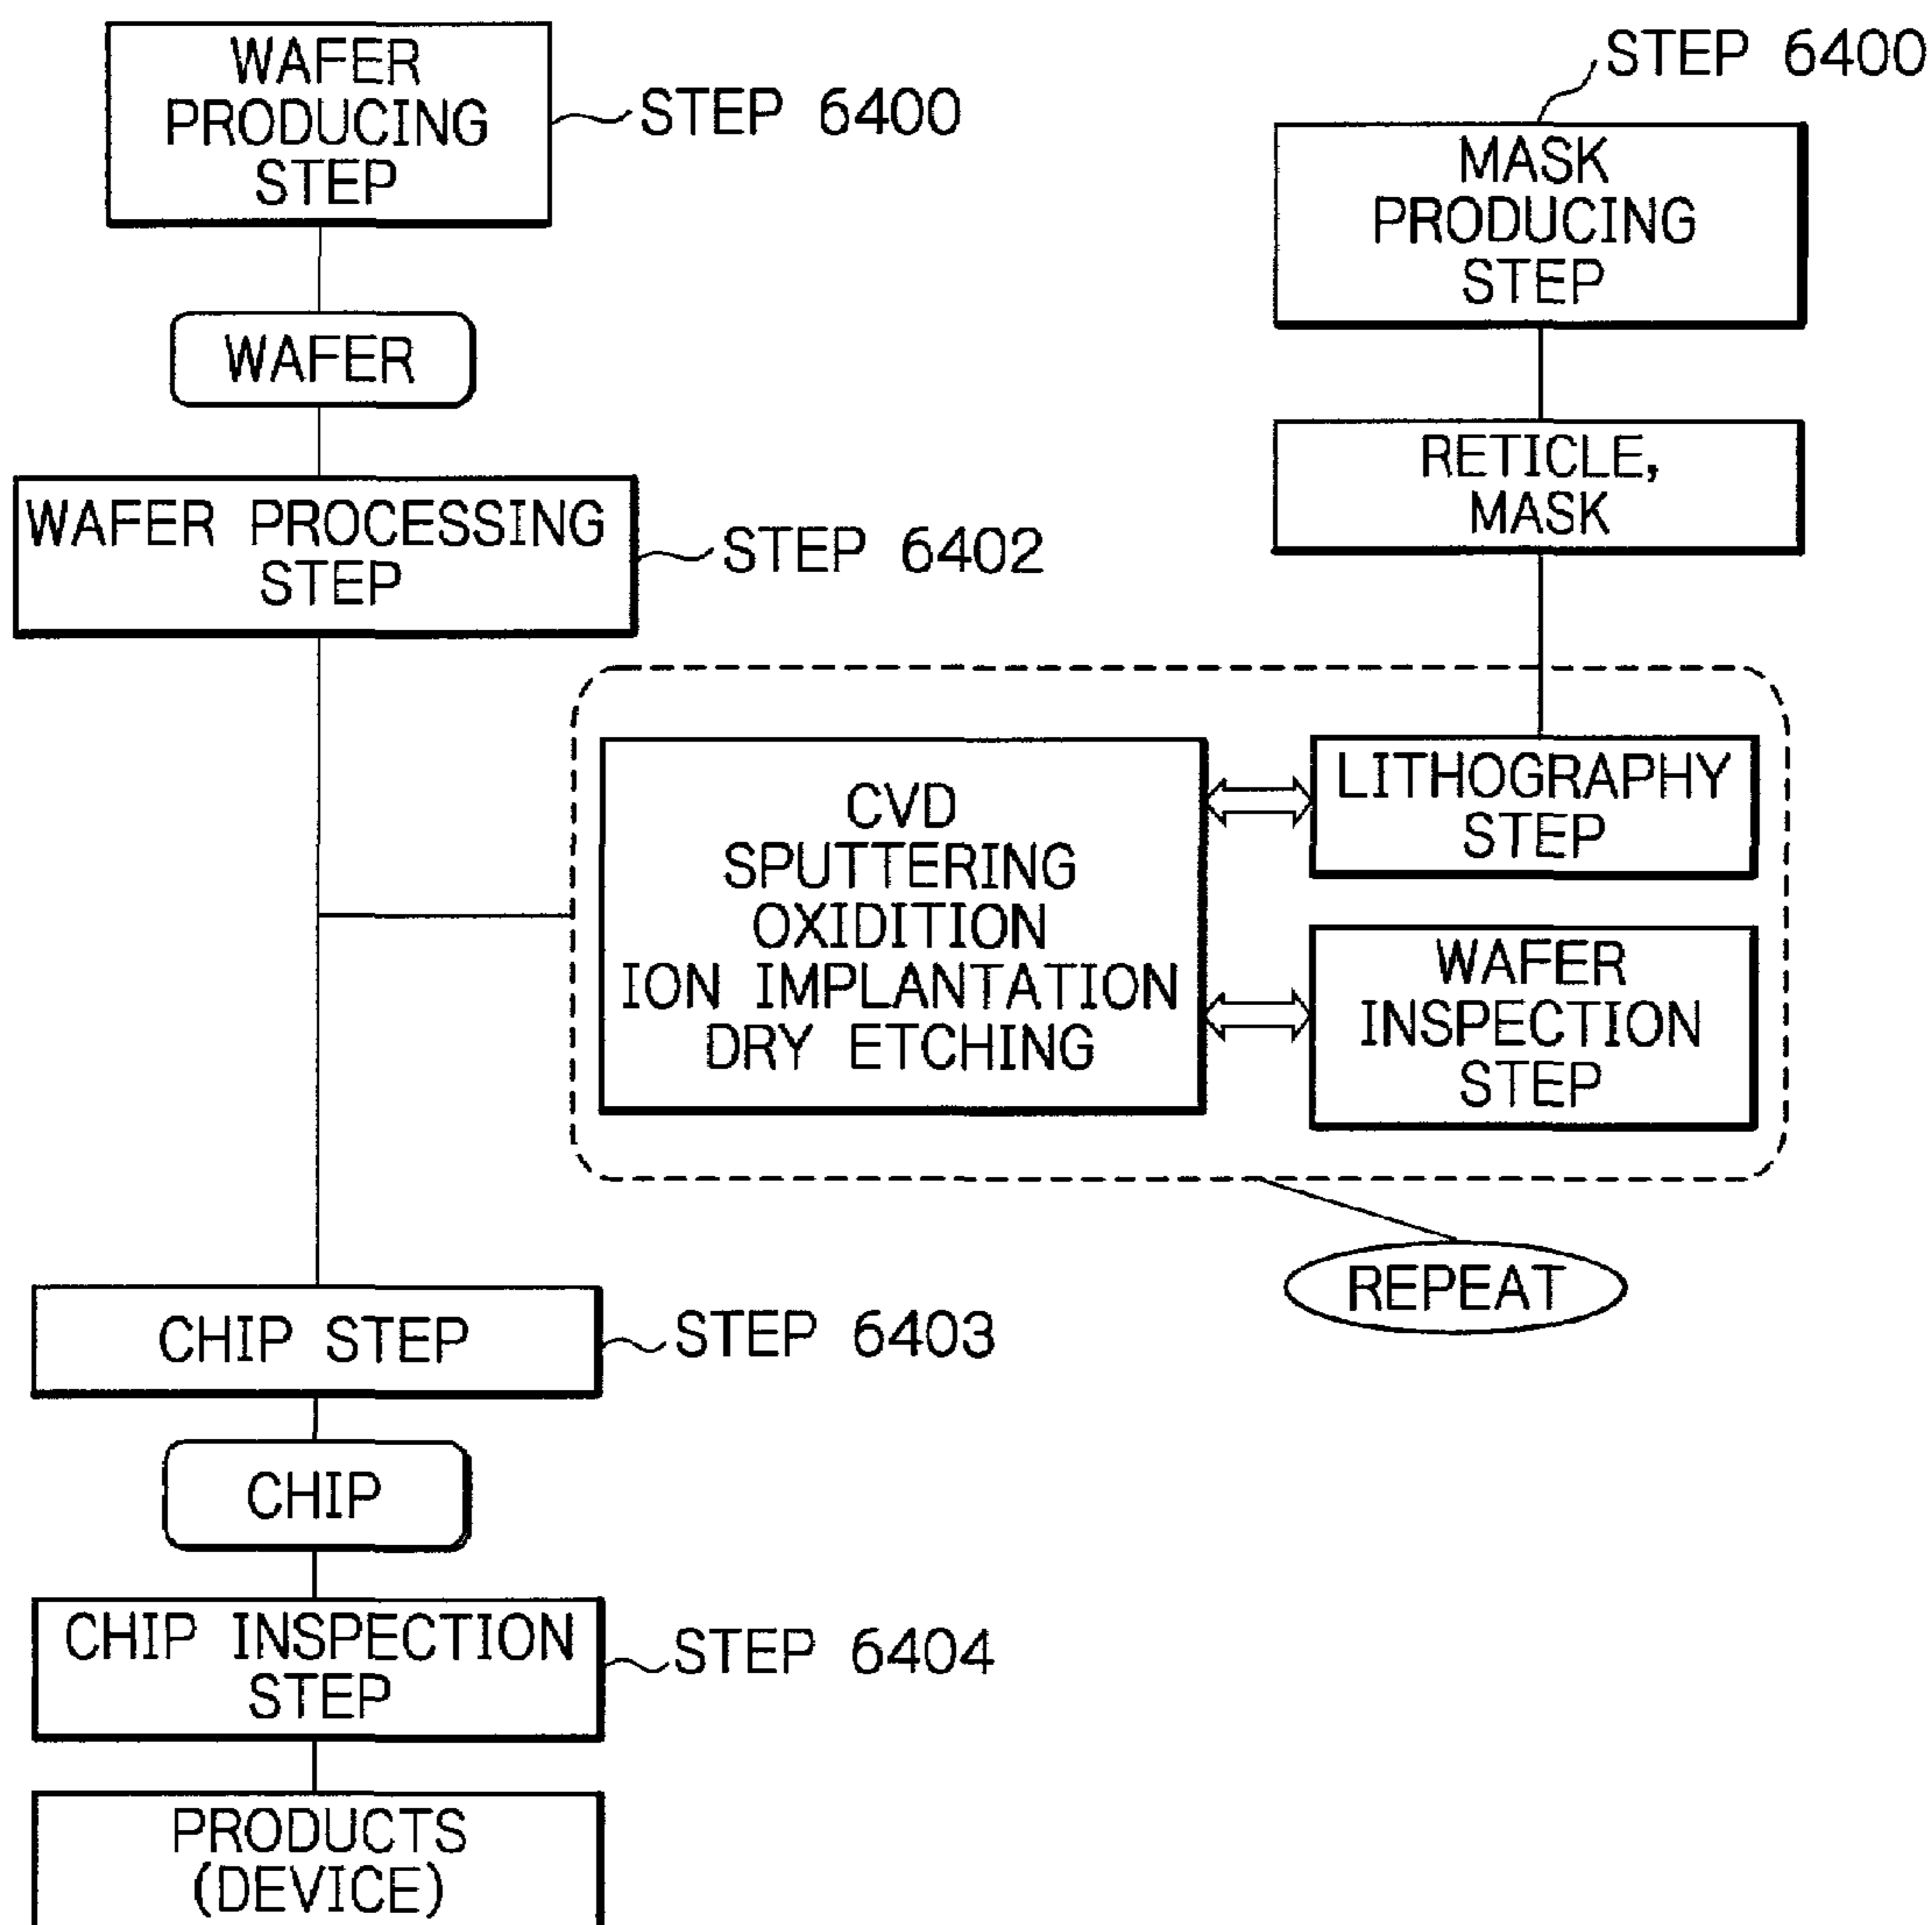 WAFER
PRODUCING
STEP
STEP 6400
WAFER
WAFER PROCESSING
STEP
STEP 6402
STEP 6400
MASK
PRODUCING
STEP
RETICLE,
MASK
CVD
SPUTTERING
OXIDITION
ION IMPLANTATION
DRY ETCHING
LITHOGRAPHY
STEP
WAFER
INSPECTION
STEP
REPEAT
CHIP STEP
STEP 6403
CHIP
CHIP INSPECTION
STEP
STEP 6404
PRODUCTS
(DEVICE)